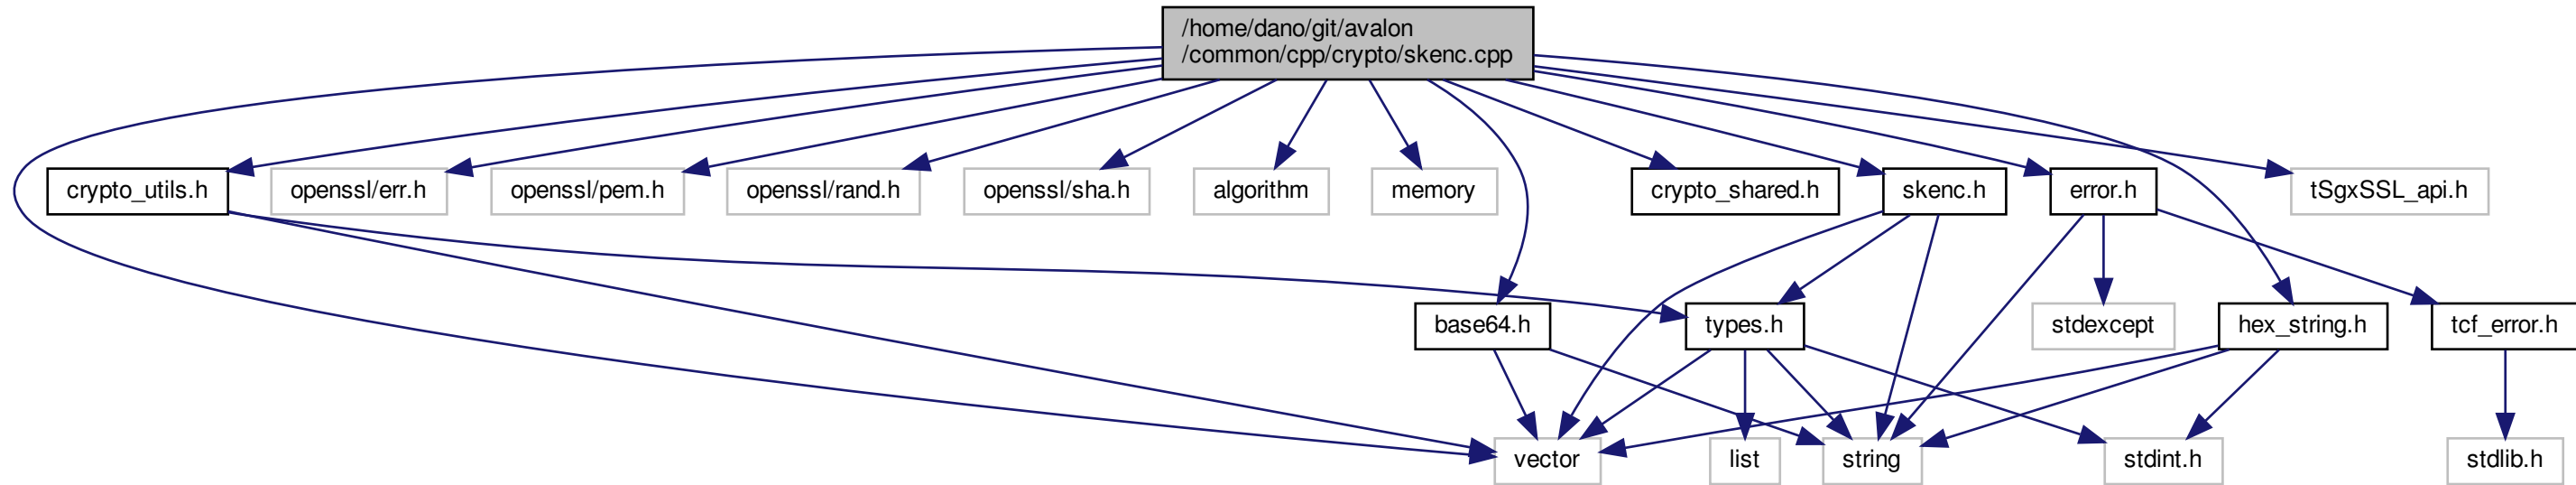 /home/dano/git/avalon
/common/cpp/crypto/skenc.cpp
crypto_utils.h
openssl/err.h
openssl/pem.h
openssl/rand.h
openssl/sha.h
algorithm
memory
crypto_shared.h
skenc.h
error.h
tSgxSSL_api.h
base64.h
types.h
stdexcept
hex_string.h
tcf_error.h
vector
list
string
stdint.h
stdlib.h